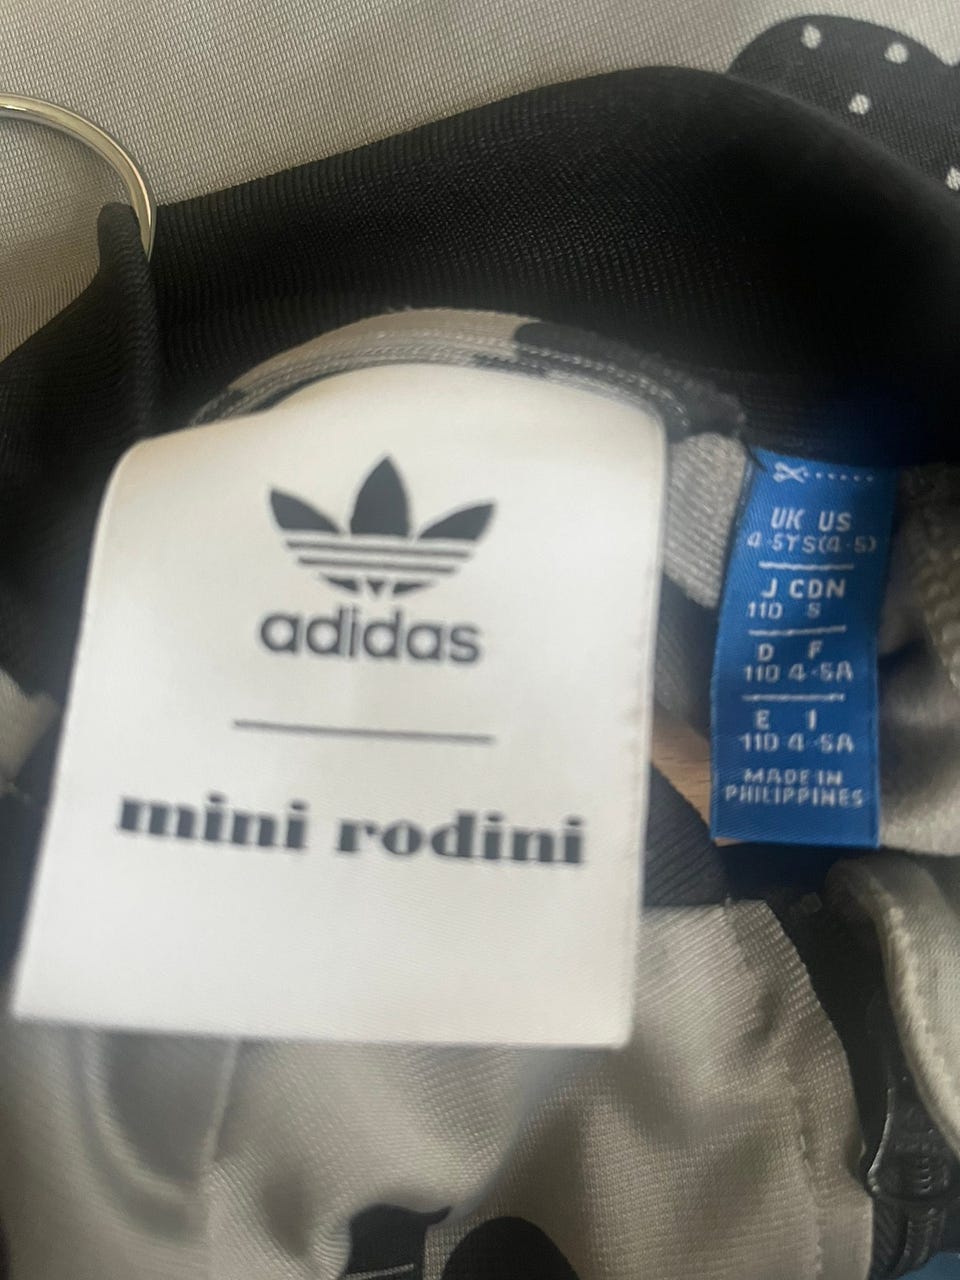 adidas
mini rodini
UK US
4-5Y S(4-5)
J CDN
110 S
D F
110 4-5A
E I
110 4-5A
MADE IN
PHILIPPINES